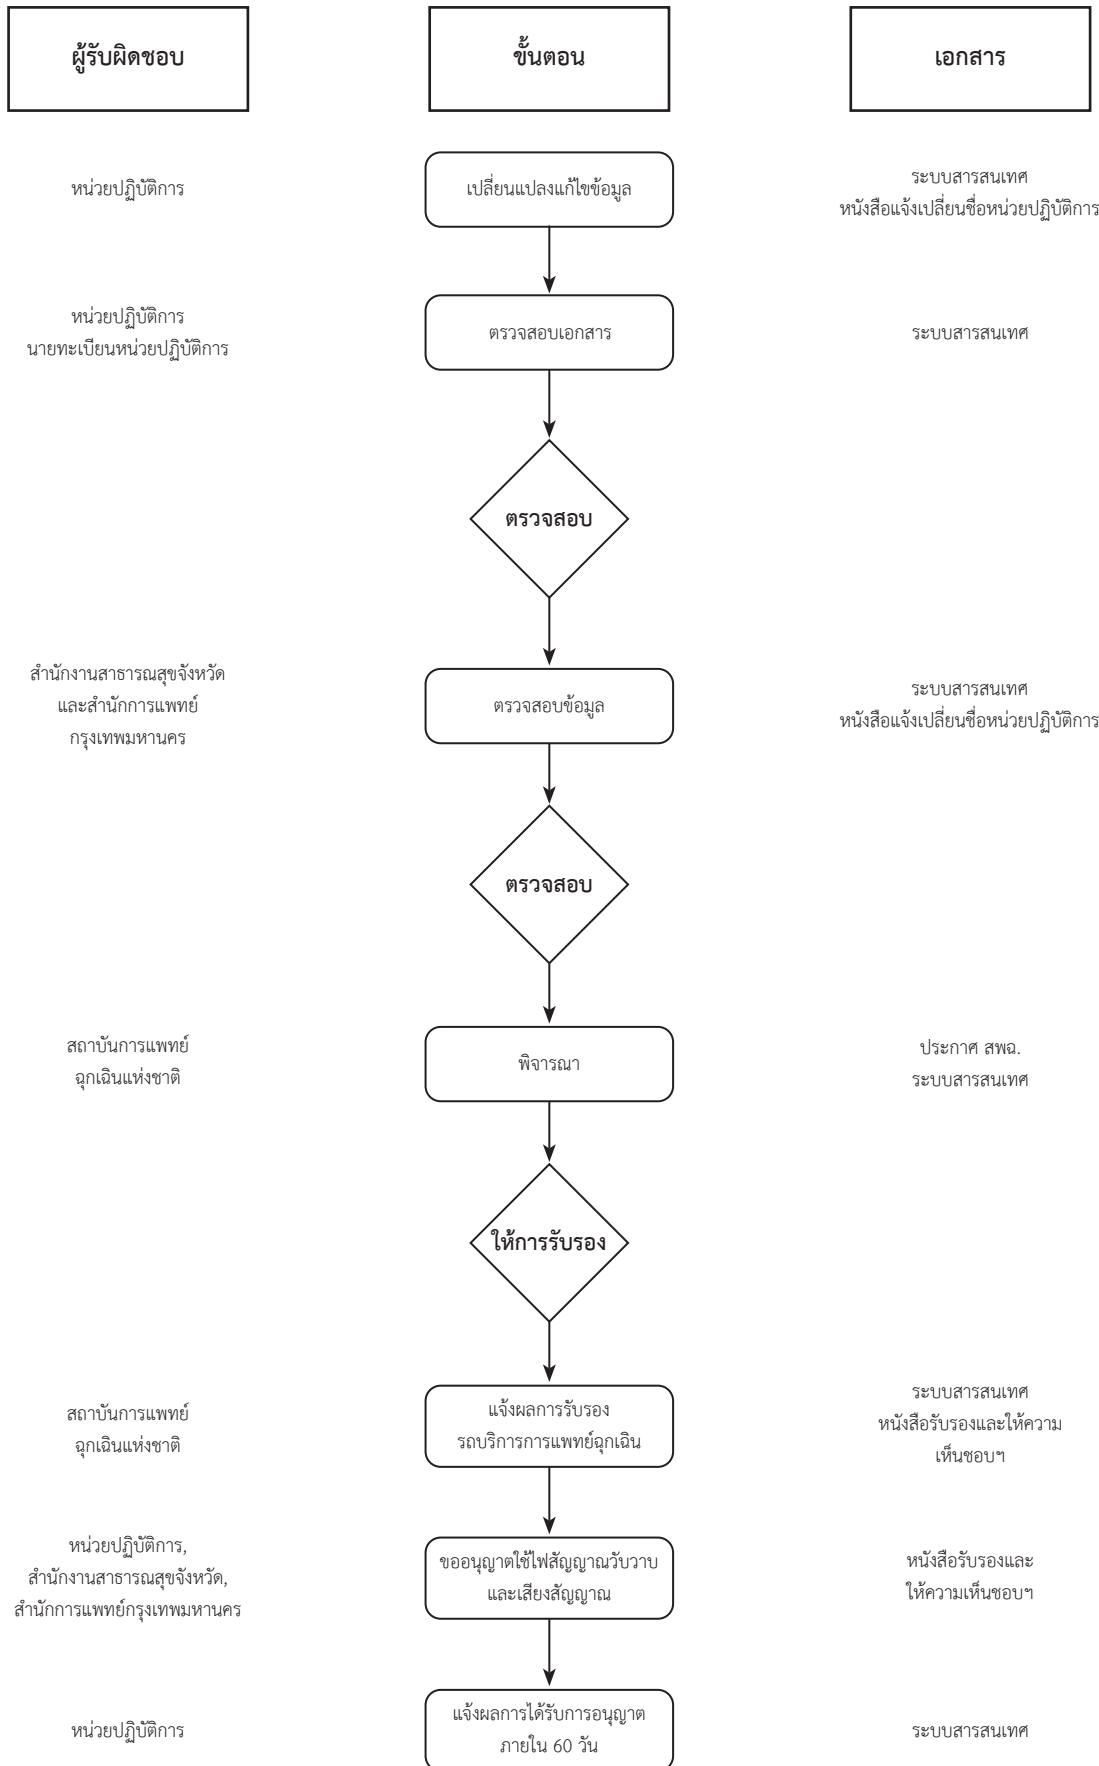 ผู้รับผิดชอบ
ขั้นตอน
เอกสาร
หน่วยปฏิบัติการ
เปลี่ยนแปลงแก้ไขข้อมูล
ระบบสารสนเทศ
หนังสือแจ้งเปลี่ยนชื่อหน่วยปฏิบัติการ
หน่วยปฏิบัติการ
นายทะเบียนหน่วยปฏิบัติการ
ตรวจสอบเอกสาร
ระบบสารสนเทศ
ตรวจสอบ
สำนักงานสาธารณสุขจังหวัด
และสำนักการแพทย์
กรุงเทพมหานคร
ตรวจสอบข้อมูล
ระบบสารสนเทศ
หนังสือแจ้งเปลี่ยนชื่อหน่วยปฏิบัติการ
ตรวจสอบ
สถาบันการแพทย์
ฉุกเฉินแห่งชาติ
พิจารณา
ประกาศ สพฉ.
ระบบสารสนเทศ
ให้การรับรอง
สถาบันการแพทย์
ฉุกเฉินแห่งชาติ
แจ้งผลการรับรอง
รถบริการการแพทย์ฉุกเฉิน
ระบบสารสนเทศ
หนังสือรับรองและให้ความ
เห็นชอบฯ
หน่วยปฏิบัติการ,
สำนักงานสาธารณสุขจังหวัด,
สำนักการแพทย์กรุงเทพมหานคร
ขออนุญาตใช้ไฟสัญญาณวับวาบ
และเสียงสัญญาณ
หนังสือรับรองและ
ให้ความเห็นชอบฯ
หน่วยปฏิบัติการ
แจ้งผลการได้รับการอนุญาต
ภายใน 60 วัน
ระบบสารสนเทศ